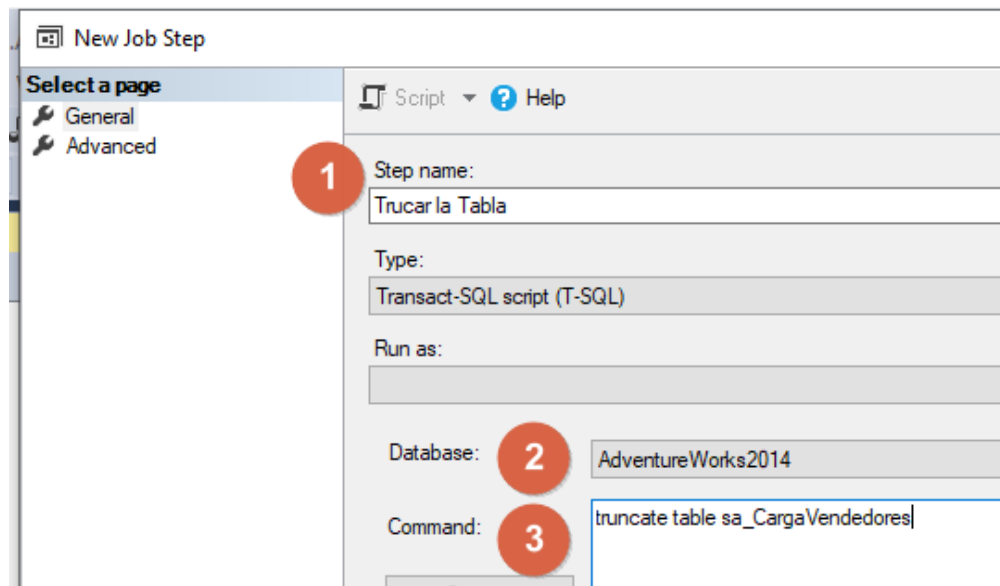 New Job Step
Select a page
General
Advanced
Script
Help
1
Step name:
Trucar la Tabla
Type:
Transact-SQL script (T-SQL)
Run as:
Database:
2
AdventureWorks2014
Command:
3
truncate table sa_CargaVendedores